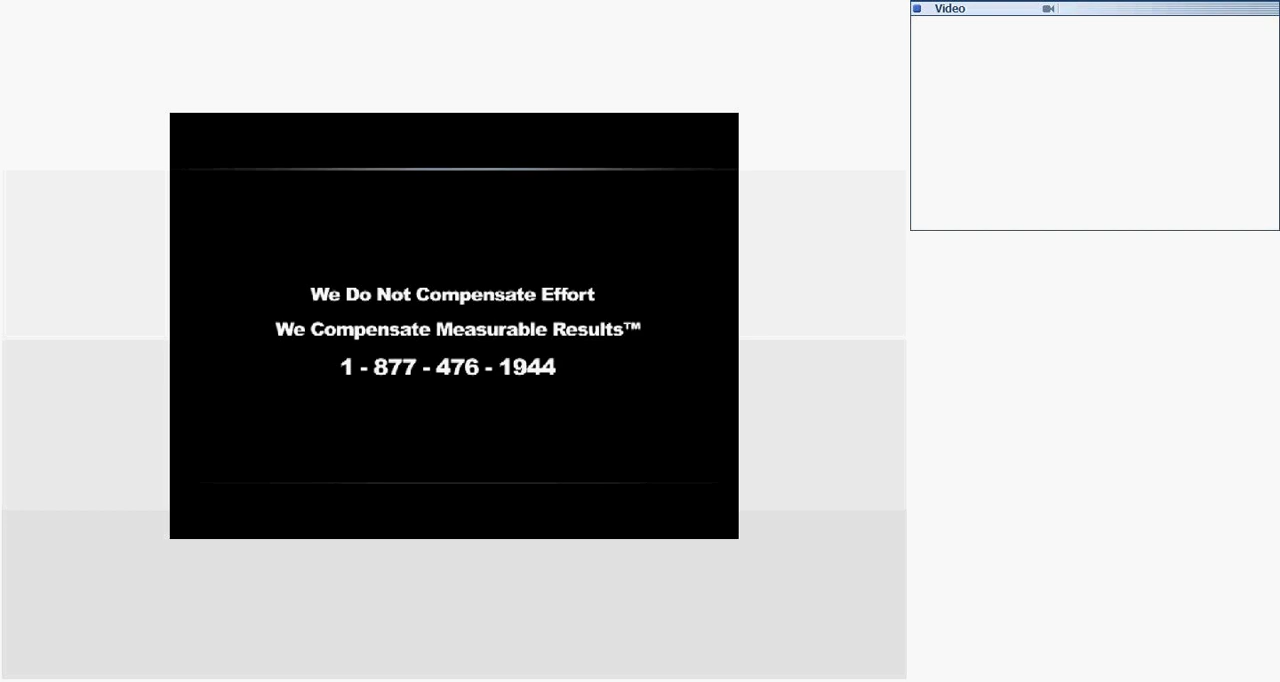 Video
We Do Not Compensate Effort
We Compensate Measurable Results™
1 - 877 - 476 - 1944